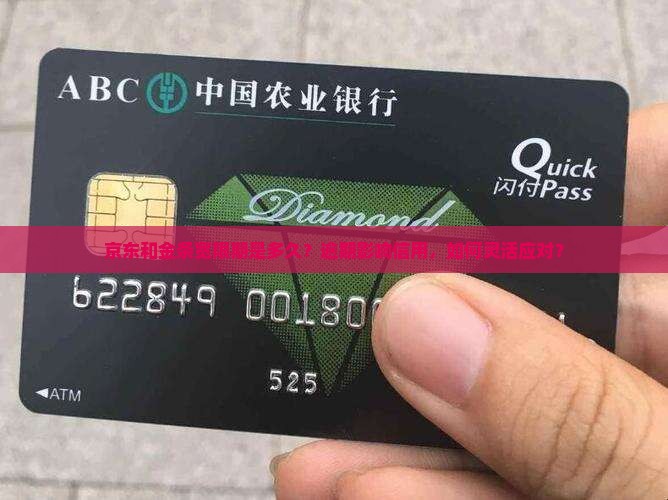 ABC 中国农业银行
Quick
闪付Pass
Diamond
京东和金条宽限期是多久？逾期影响信用，如何灵活应对？
622849 00180
525
ATM